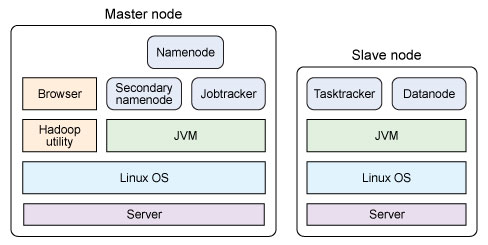 Master node
Namenode
Slave node
Browser
Secondary
namenode
Jobtracker
Tasktracker
Datanode
Hadoop
utility
JVM
JVM
Linux OS
Linux OS
Server
Server